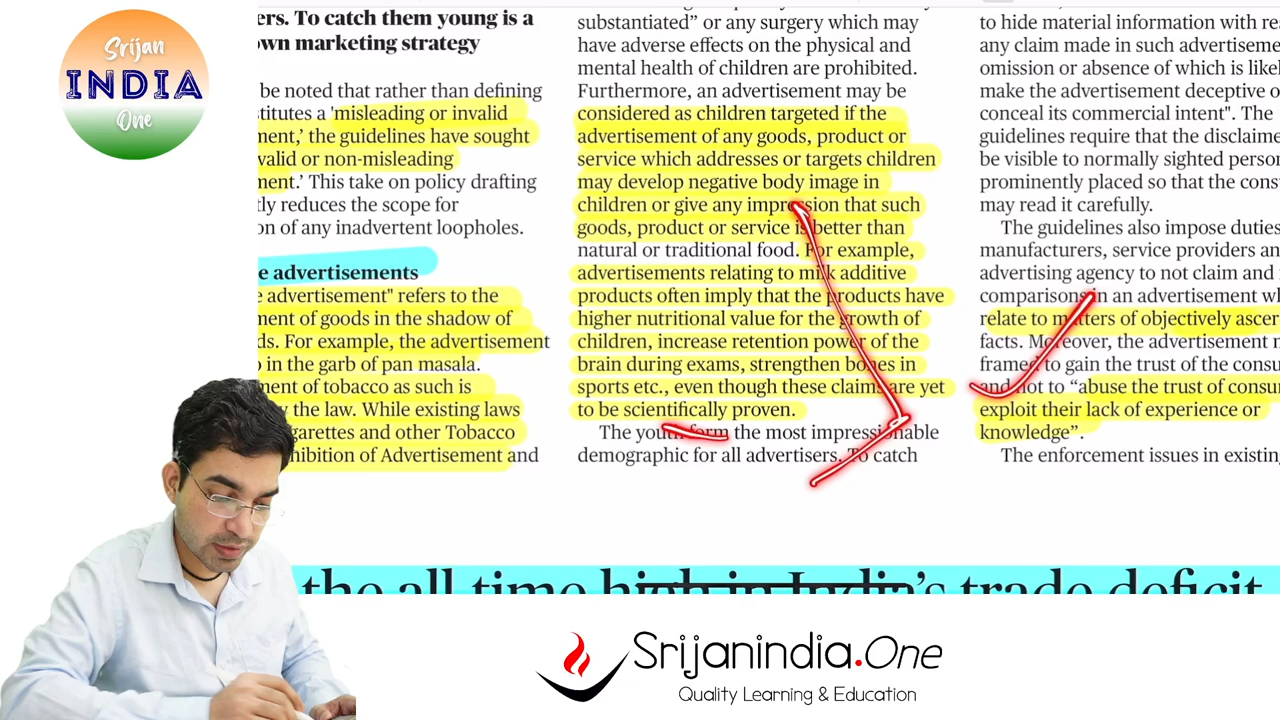 Srijan
INDIA
One
ers. To catch them young is a
own marketing strategy
be noted that rather than defining
stitutes a 'misleading or invalid
ment,' the guidelines have sought
valid or non-misleading
ment.' This take on policy drafting
tly reduces the scope for
on of any inadvertent loopholes.
e advertisements
e advertisement" refers to the
ment of goods in the shadow of
ds. For example, the advertisement
o in the garb of pan masala.
ment of tobacco as such is
y the law. While existing laws
garettes and other Tobacco
hibition of Advertisement and
substantiated” or any surgery which may
have adverse effects on the physical and
mental health of children are prohibited.
Furthermore, an advertisement may be
considered as children targeted if the
advertisement of any goods, product or
service which addresses or targets children
may develop negative body image in
children or give any impression that such
goods, product or service is better than
natural or traditional food. For example,
advertisements relating to milk additive
products often imply that the products have
higher nutritional value for the growth of
children, increase retention power of the
brain during exams, strengthen bones in
sports etc., even though these claims are yet
to be scientifically proven.
The youth form the most impressionable
demographic for all advertisers. To catch
to hide material information with re
any claim made in such advertiseme
omission or absence of which is likel
make the advertisement deceptive o
conceal its commercial intent". The
guidelines require that the disclaime
be visible to normally sighted person
prominently placed so that the cons
may read it carefully.
The guidelines also impose duties
manufacturers, service providers an
advertising agency to not claim and
comparisons in an advertisement wh
relate to matters of objectively ascer
facts. Moreover, the advertisement
framed to gain the trust of the consu
and not to “abuse the trust of consu
exploit their lack of experience or
knowledge”.
The enforcement issues in existing
the all-time high in India’s trade deficit
Srijanindia.One
Quality Learning & Education